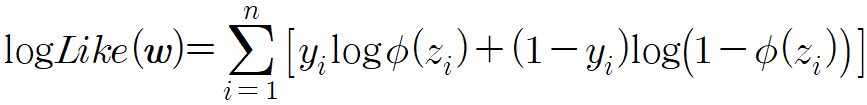 logLike(w)=∑_{i=1}^{n}[y_i log ϕ(z_i)+(1−y_i)log(1−ϕ(z_i))]